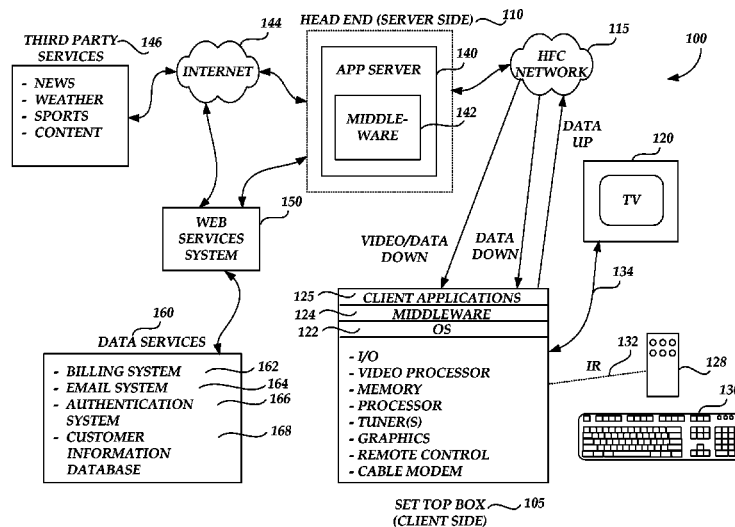 THIRD PARTY 146
SERVICES
- NEWS
- WEATHER
- SPORTS
- CONTENT
144
INTERNET
HEAD END (SERVER SIDE) 110
APP SERVER 140
MIDDLE-
WARE
142
HFC
NETWORK
115
100
DATA
UP
120
TV
150
WEB
SERVICES
SYSTEM
VIDEO/DATA
DOWN
DATA
DOWN
134
160
DATA SERVICES
- BILLING SYSTEM 162
- EMAIL SYSTEM 164
- AUTHENTICATION 166
SYSTEM
- CUSTOMER 168
INFORMATION
DATABASE
125 CLIENT APPLICATIONS
124 MIDDLEWARE
122 OS
- I/O
- VIDEO PROCESSOR
- MEMORY
- PROCESSOR
- TUNER(S)
- GRAPHICS
- REMOTE CONTROL
- CABLE MODEM
132
IR
128
130
SET TOP BOX 105
(CLIENT SIDE)